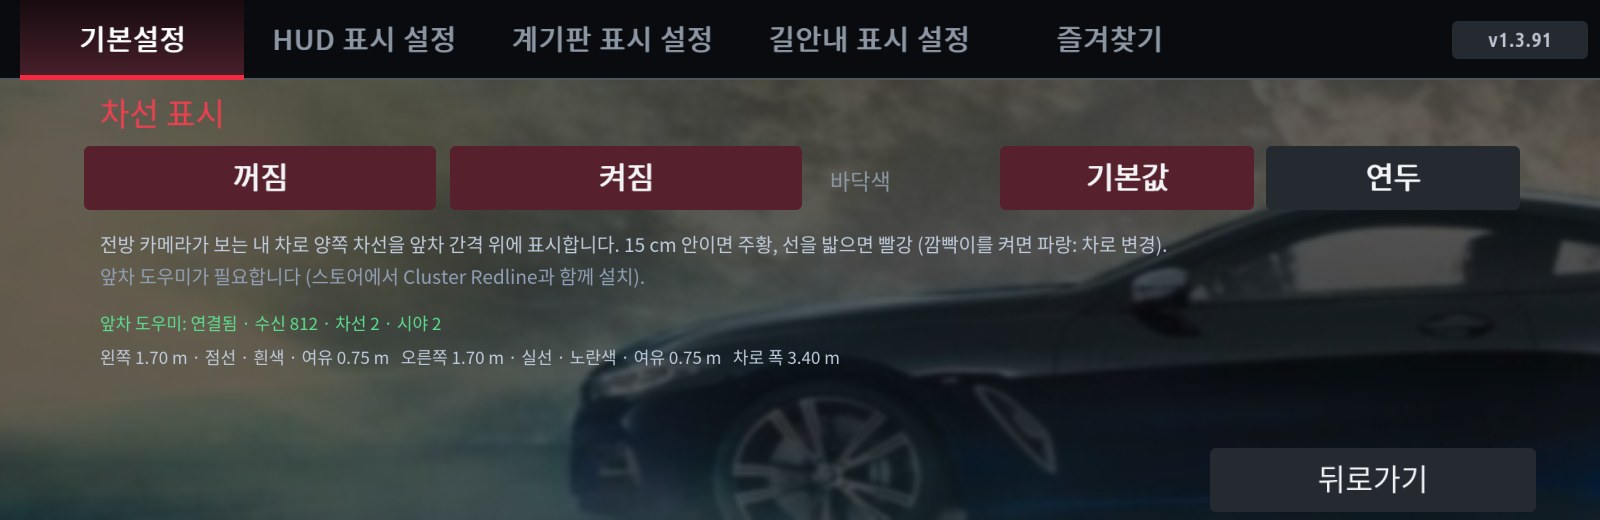 기본설정 HUD 표시 설정 계기판 표시 설정 길안내 표시 설정 즐겨찾기 v1.3.91
차선 표시
꺼짐 켜짐 바닥색 기본값 연두
전방 카메라가 보는 내 차로 양쪽 차선을 앞차 간격 위에 표시합니다. 15 cm 안이면 주황, 선을 밟으면 빨강 (깜빡이를 켜면 파랑: 차로 변경).
앞차 도우미가 필요합니다 (스토어에서 Cluster Redline과 함께 설치).
앞차 도우미: 연결됨 · 수신 812 · 차선 2 · 시야 2
왼쪽 1.70 m · 점선 · 흰색 · 여유 0.75 m 오른쪽 1.70 m · 실선 · 노란색 · 여유 0.75 m 차로 폭 3.40 m
뒤로가기